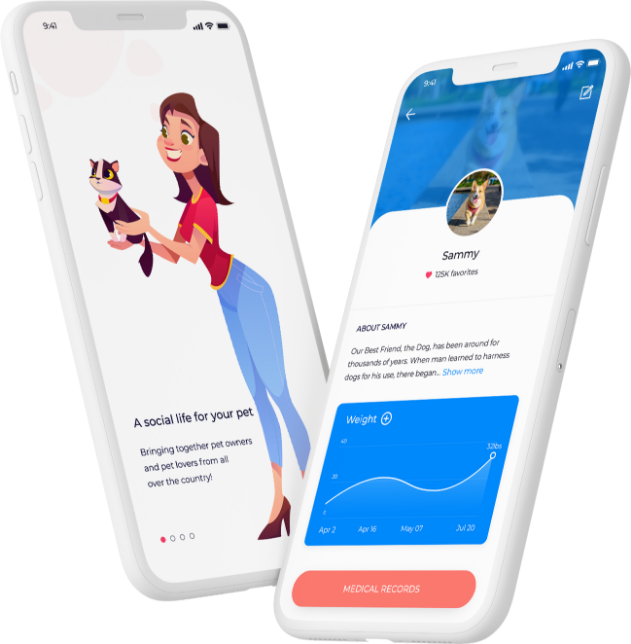 9:41
A social life for your pet
Bringing together pet owners
and pet lovers from all
over the country!
9:41
Sammy
125K favorites
ABOUT SAMMY
Our Best Friend, the Dog, has been around for
thousands of years. When man learned to harness
dogs for his use, there began... Show more
Weight
40
32lbs
20
0
Apr 2 Apr 16 May 07 Jul 20
MEDICAL RECORDS